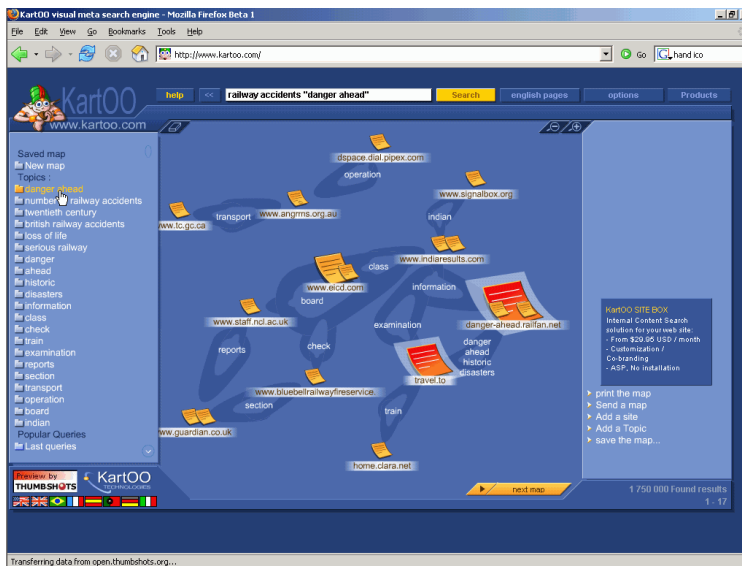 KartOO visual meta search engine - Mozilla Firefox Beta 1
File Edit View Go Bookmarks Tools Help
http://www.kartoo.com/
Go
hand ico
KartOO
www.kartoo.com
help
<<
railway accidents "danger ahead"
Search
english pages
options
Products
Saved map
New map
Topics :
danger ahead
railway accidents
twentieth century
british railway accidents
loss of life
serious railway
danger
ahead
historic
disasters
information
class
check
train
examination
reports
section
transport
operation
board
indian
Popular Queries
Last queries
dspace.dial.pipex.com
operation
www.signalbox.org
transport
www.angrms.org.au
indian
www.tc.gc.ca
www.indiaresults.com
class
www.eicd.com
information
board
www.staff.ncl.ac.uk
examination
danger-ahead.railfan.net
reports
check
danger
ahead
historic
disasters
travel.to
www.bluebellrailwayfireservice.
section
train
www.guardian.co.uk
home.clara.net
KartOO SITE BOX
Internal Content Search
solution for your web site:
- From $29.95 USD / month
- Customization /
Co-branding
- ASP, No installation
print the map
Send a map
Add a site
Add a Topic
save the map...
Preview by
THUMBSHOTS
KartOO
TECHNOLOGIES
next map
1 750 000 Found results
1 - 17
Transferring data from open.thumbshots.org...